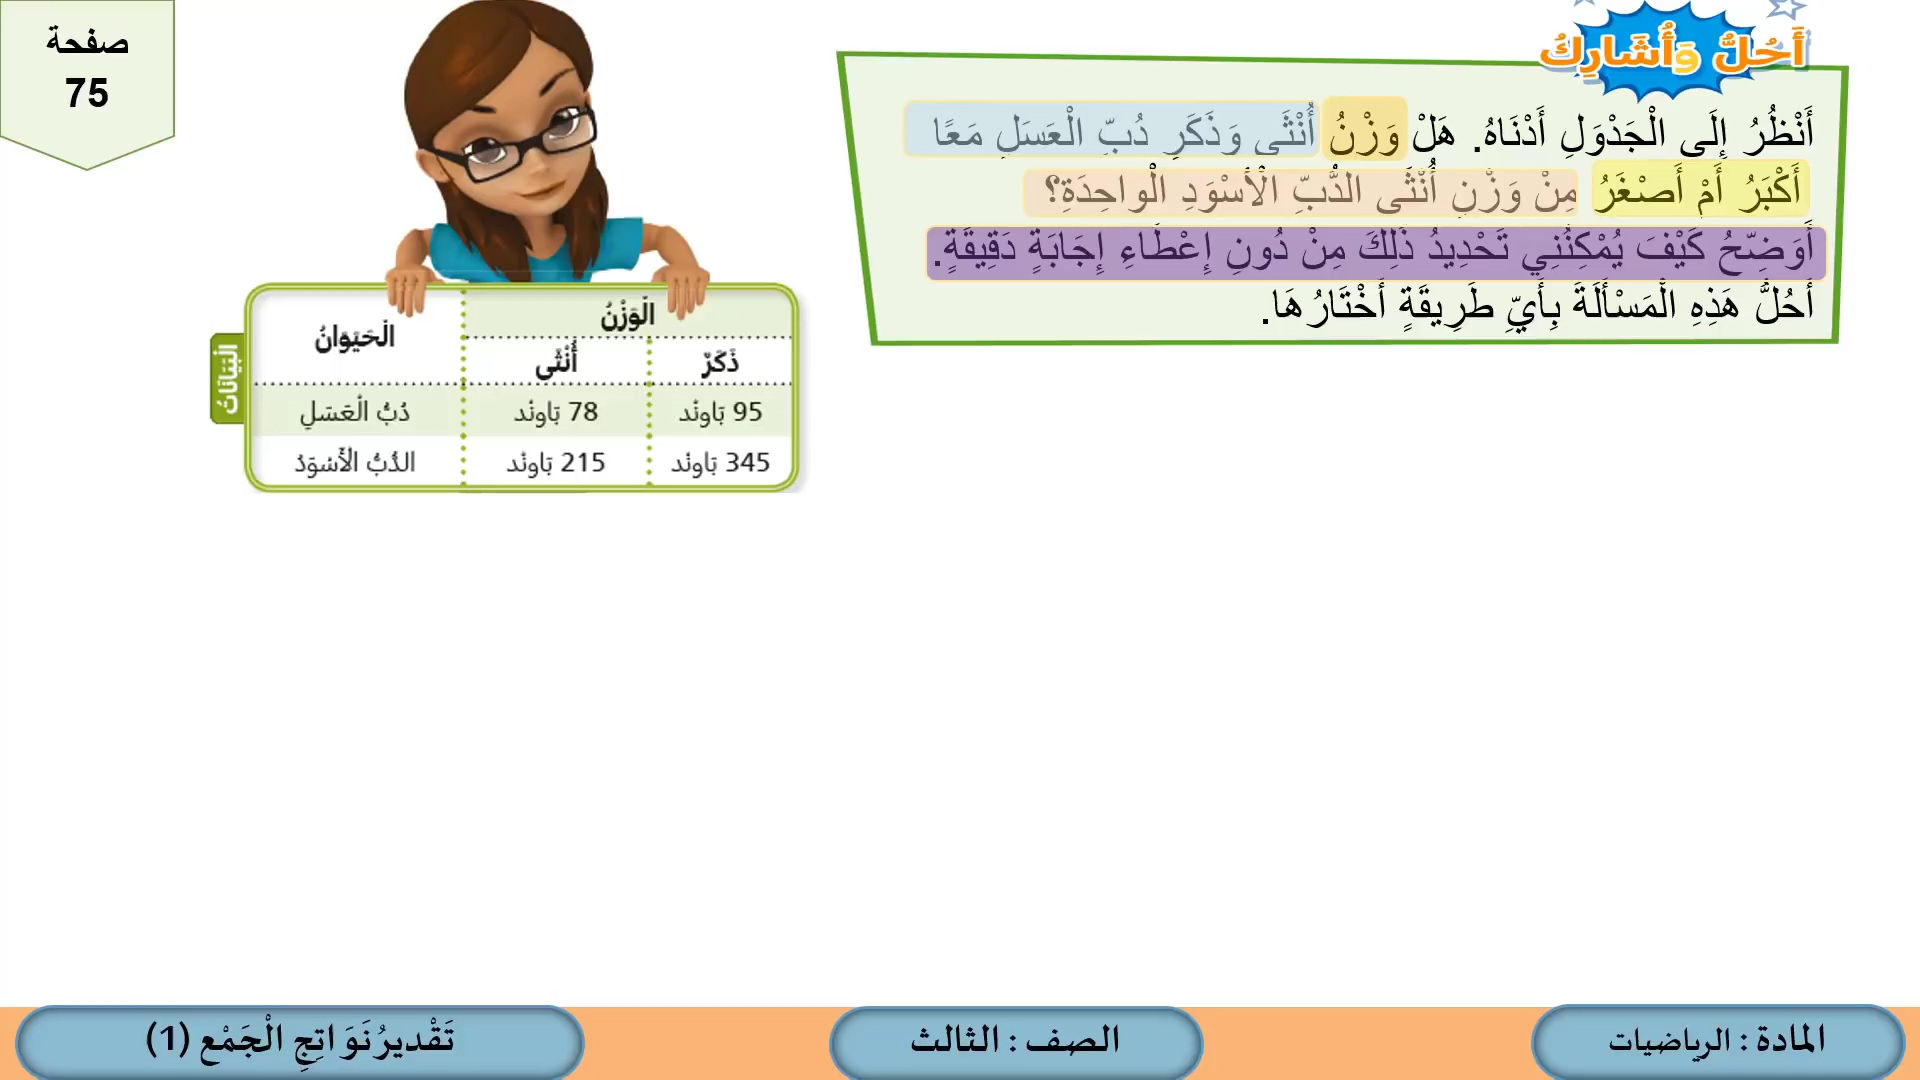 أَحُلُّ وَأُشَارِكُ
صفحة
75
أَنْظُرُ إِلَى الْجَدْوَلِ أَدْنَاهُ. هَلْ وَزْنُ أُنْثَى وَذَكَرِ دُبِّ الْعَسَلِ مَعًا
أَكْبَرُ أَمْ أَصْغَرُ مِنْ وَزْنِ أُنْثَى الدُّبِّ الْأَسْوَدِ الْواحِدَةِ؟
أُوَضِّحُ كَيْفَ يُمْكِنُنِي تَحْدِيدُ ذَلِكَ مِنْ دُونِ إِعْطَاءِ إِجَابَةٍ دَقِيقَةٍ.
أَحُلُّ هَذِهِ الْمَسْأَلَةَ بِأَيِّ طَرِيقَةٍ أَخْتَارُهَا.
الْوَزْنُ
الْحَيَوَانُ
ذَكَرٌ أُنْثَى
95 بَاوِنْد 78 بَاوِنْد دُبُّ الْعَسَلِ
345 بَاوِنْد 215 بَاوِنْد الدُّبُّ الْأَسْوَدُ
الْبَيَانَاتُ
المادة : الرياضيات
الصف : الثالث
تَقْديرُ نَوَاتِجِ الْجَمْع (1)